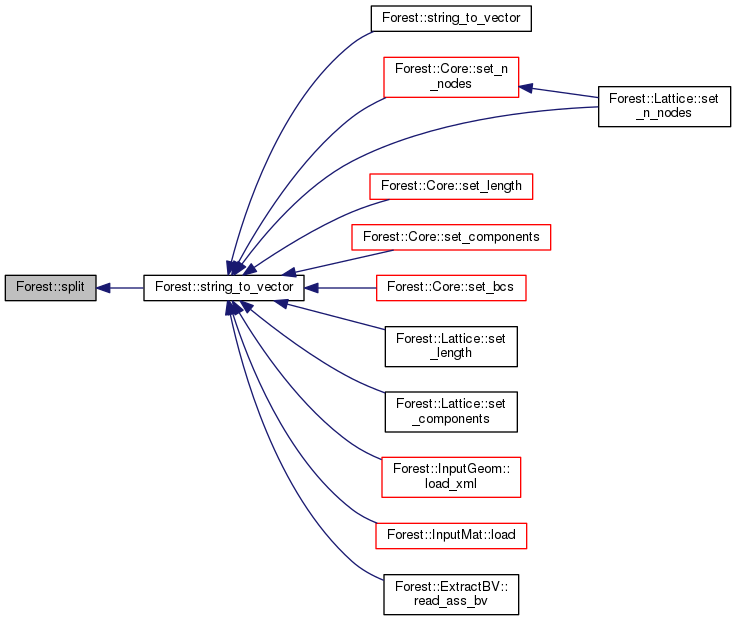 Forest::string_to_vector
Forest::Core::set_n
_nodes
Forest::Lattice::set
_n_nodes
Forest::Core::set_length
Forest::Core::set_components
Forest::split
Forest::string_to_vector
Forest::Core::set_bcs
Forest::Lattice::set
_length
Forest::Lattice::set
_components
Forest::InputGeom::
load_xml
Forest::InputMat::load
Forest::ExtractBV::
read_ass_bv